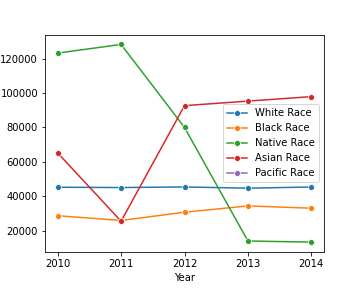 120000
100000
80000
60000
40000
20000
White Race
Black Race
Native Race
Asian Race
Pacific Race
2010 2011 2012 2013 2014
Year